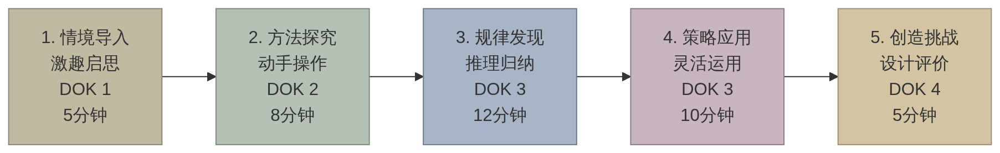 1. 情境导入
激趣启思
DOK 1
5分钟
2. 方法探究
动手操作
DOK 2
8分钟
3. 规律发现
推理归纳
DOK 3
12分钟
4. 策略应用
灵活运用
DOK 3
10分钟
5. 创造挑战
设计评价
DOK 4
5分钟